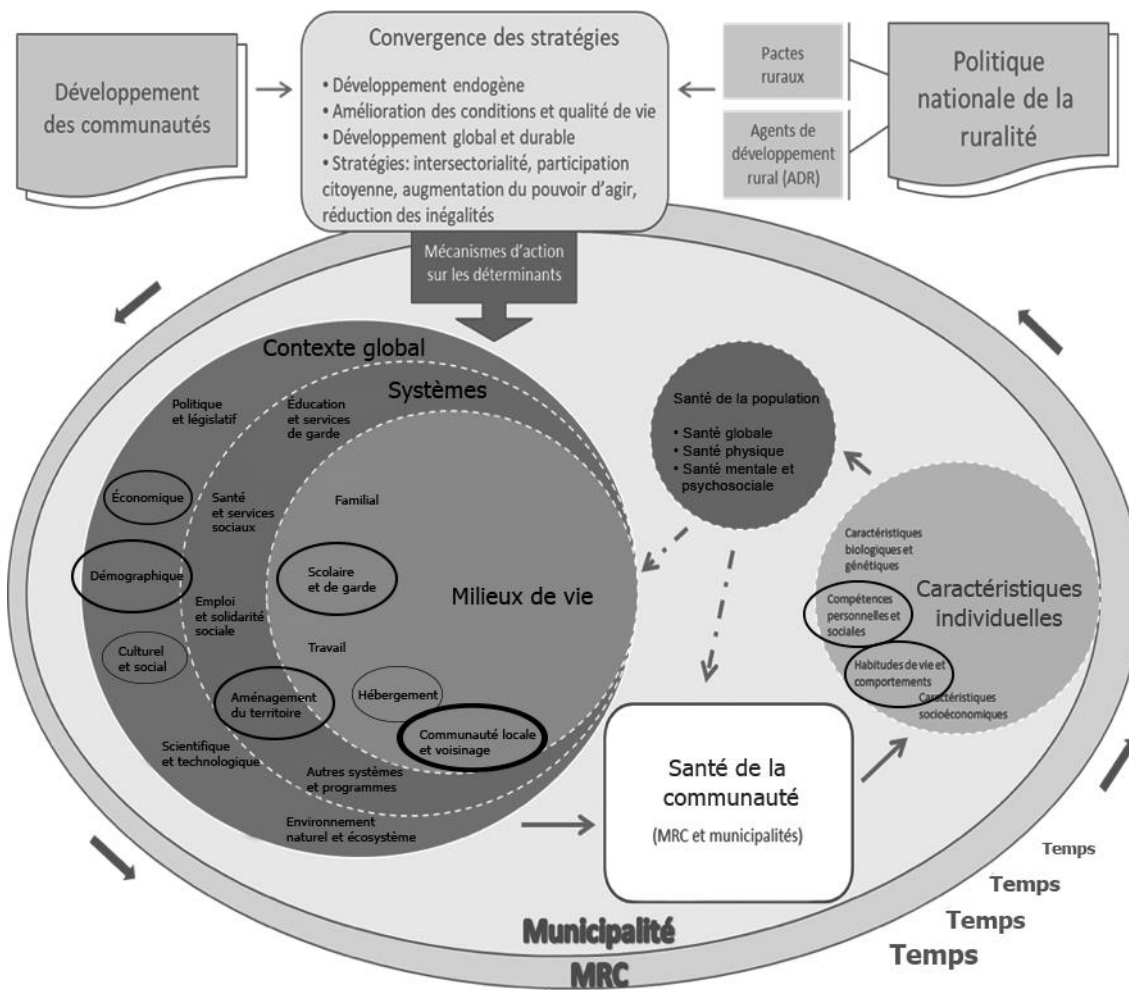 Développement
des communautés
Convergence des stratégies
• Développement endogène
• Amélioration des conditions et qualité de vie
• Développement global et durable
• Stratégies: intersectorialité, participation
citoyenne, augmentation du pouvoir d'agir,
réduction des inégalités
Pactes
ruraux
Agents de
développement
rural (ADR)
Politique
nationale de la
ruralité
Mécanismes d'action
sur les déterminants
Contexte global
Politique
et législatif
Économique
Démographique
Culturel
et social
Scientifique
et technologique
Environnement
naturel et écosystème
Systèmes
Éducation
et services
de garde
Santé
et services
sociaux
Emploi
et solidarité
sociale
Aménagement
du territoire
Autres systèmes
et programmes
Milieux de vie
Familial
Scolaire
et de garde
Travail
Hébergement
Communauté locale
et voisinage
Santé de la population
• Santé globale
• Santé physique
• Santé mentale et
psychosociale
Caractéristiques
individuelles
Caractéristiques
biologiques et
génétiques
Compétences
personnelles et
sociales
Habitudes de vie et
comportements
Caractéristiques
socioéconomiques
Santé de la
communauté
(MRC et municipalités)
Temps
Temps
Temps
Temps
Municipalité
MRC